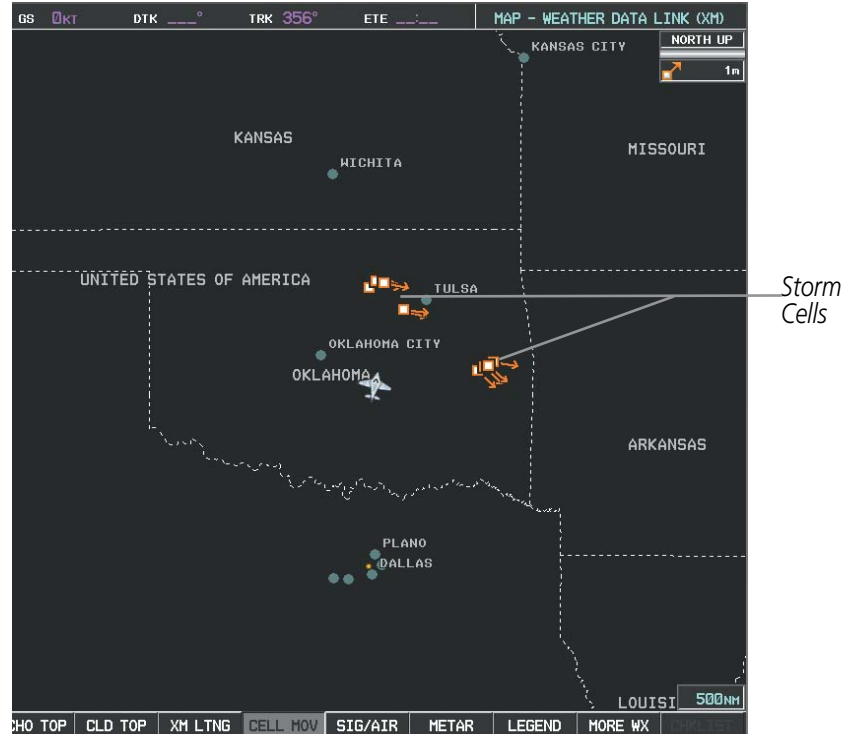 GS 0KT DTK ___° TRK 356° ETE __:__ MAP - WEATHER DATA LINK (XM)
NORTH UP
1m
KANSAS CITY
KANSAS
MISSOURI
WICHITA
UNITED STATES OF AMERICA
TULSA
Storm
Cells
OKLAHOMA CITY
OKLAHOMA
ARKANSAS
PLANO
DALLAS
LOUISI
500NM
CHO TOP CLD TOP XM LTNG CELL MOV SIG/AIR METAR LEGEND MORE WX CHKLIST